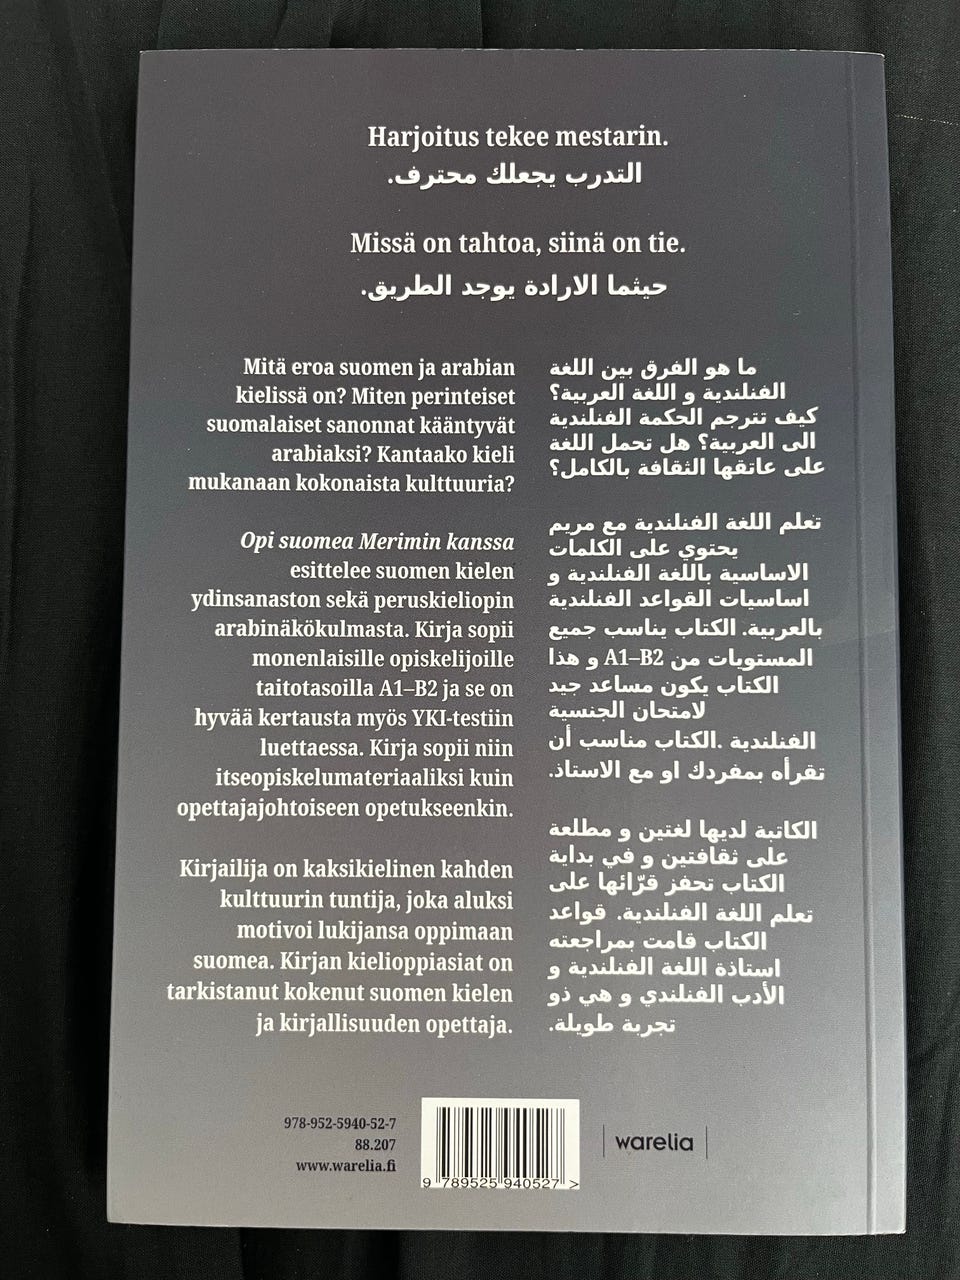 Harjoitus tekee mestarin.
التدرب يجعلك محترف.
Missä on tahtoa, siinä on tie.
حيثما الارادة يوجد الطريق.
Mitä eroa suomen ja arabian
kielissä on? Miten perinteiset
suomalaiset sanonnat kääntyvät
arabiaksi? Kantaako kieli
mukanaan kokonaista kulttuuria?
Opi suomea Merimin kanssa
esittelee suomen kielen
ydinsanaston sekä peruskieliopin
arabinäkökulmasta. Kirja sopii
monenlaisille opiskelijoille
taitotasoilla A1–B2 ja se on
hyvää kertausta myös YKI-testiin
luettaessa. Kirja sopii niin
itseopiskelumateriaaliksi kuin
opettajajohtoiseen opetukseenkin.
Kirjailija on kaksikielinen kahden
kulttuurin tuntija, joka aluksi
motivoi lukijansa oppimaan
suomea. Kirjan kielioppiasiat on
tarkistanut kokenut suomen kielen
ja kirjallisuuden opettaja.
ما هو الفرق بين اللغة
الفنلندية و اللغة العربية؟
كيف تترجم الحكمة الفنلندية
الى العربية؟ هل تحمل اللغة
على عاتقها الثقافة بالكامل؟
تعلم اللغة الفنلندية مع مريم
يحتوي على الكلمات
الاساسية باللغة الفنلندية و
اساسيات القواعد الفنلندية
بالعربية. الكتاب يناسب جميع
المستويات من A1–B2 و هذا
الكتاب يكون مساعد جيد
لامتحان الجنسية
الفنلندية .الكتاب مناسب أن
تقرأه بمفردك او مع الاستاذ.
الكاتبة لديها لغتين و مطلعة
على ثقافتين و في بداية
الكتاب تحفز قرّائها على
تعلم اللغة الفنلندية. قواعد
الكتاب قامت بمراجعته
استاذة اللغة الفنلندية و
الأدب الفنلندي و هي ذو
تجربة طويلة.
978-952-5940-52-7
88.207
www.warelia.fi
9 789525 940527 >
warelia